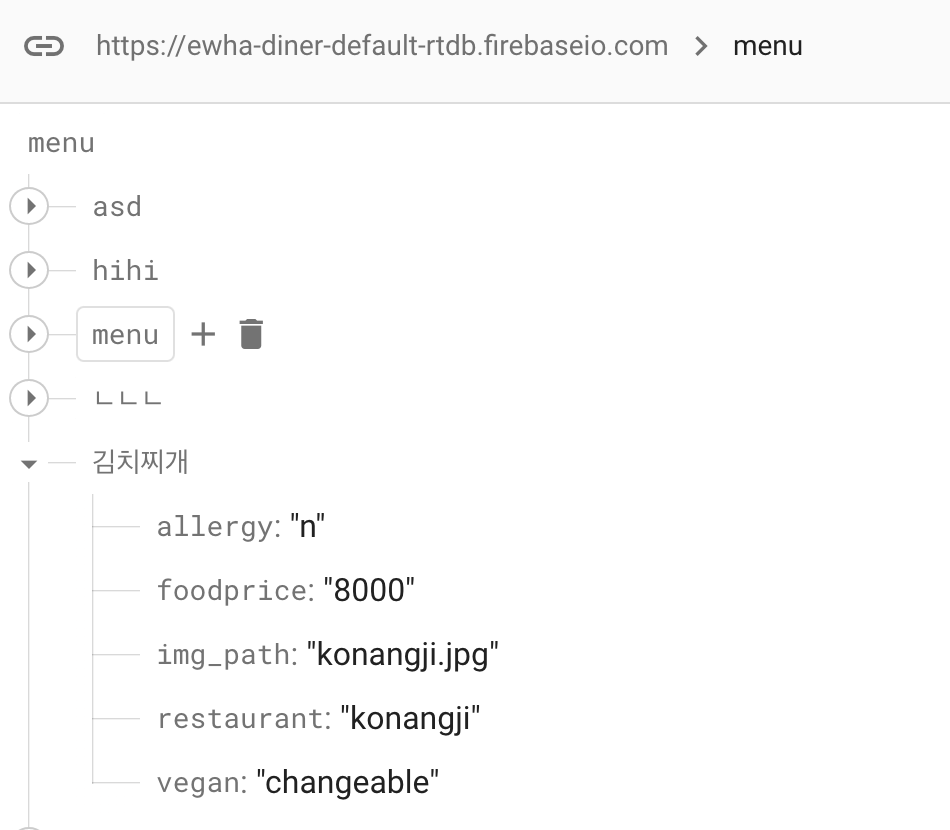 https://ewha-diner-default-rtdb.firebaseio.com > menu
menu
asd
hihi
menu
ㄴㄴㄴ
김치찌개
allergy: "n"
foodprice: "8000"
img_path: "konangji.jpg"
restaurant: "konangji"
vegan: "changeable"